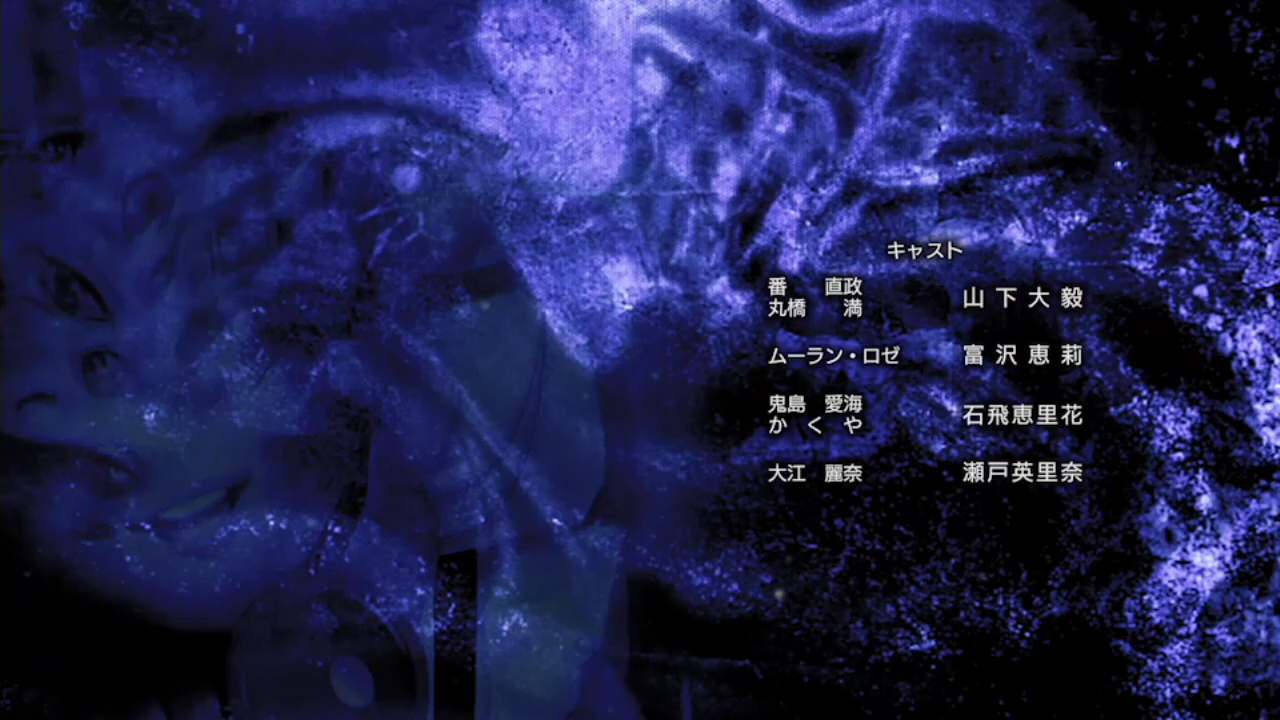 キャスト
番　直政
丸橋　満　山下大毅
ムーラン・ロゼ　富沢恵莉
鬼島　愛海
かぐや　石飛恵里花
大江　麗奈　瀬戸英里奈